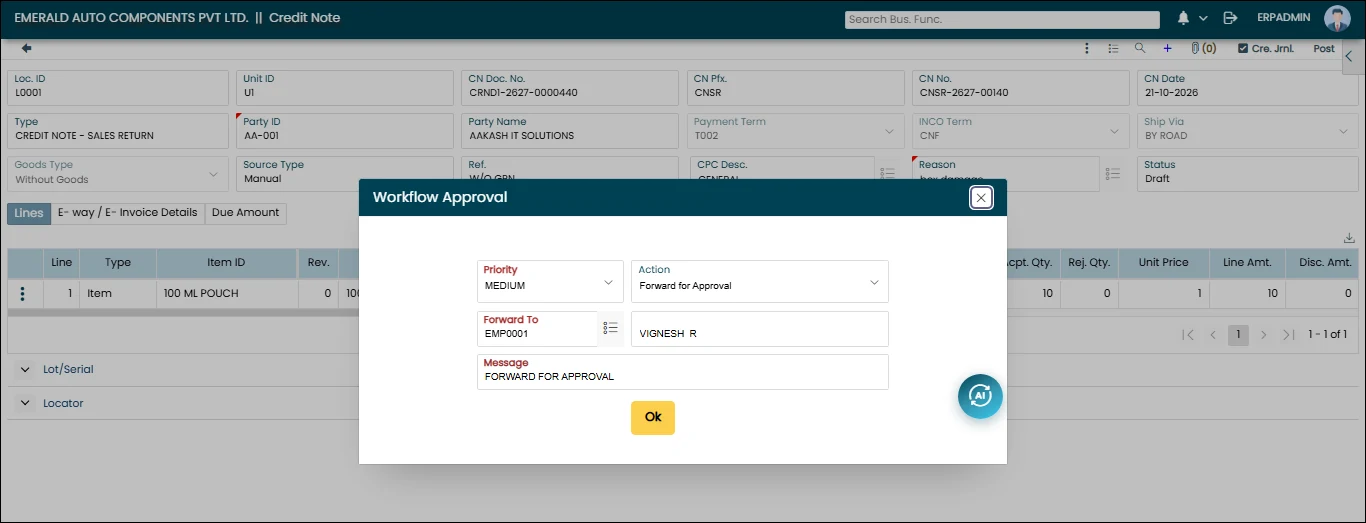 EMERALD AUTO COMPONENTS PVT LTD. || Credit Note
Search Bus. Func.
ERPADMIN
(0)
Cre. Jrnl.
Post
Loc. ID
L0001
Unit ID
U1
CN Doc. No.
CRND1-2627-0000440
CN Pfx.
CNSR
CN No.
CNSR-2627-00140
CN Date
21-10-2026
Type
CREDIT NOTE - SALES RETURN
Party ID
AA-001
Party Name
AAKASH IT SOLUTIONS
Payment Term
T002
INCO Term
CNF
Ship Via
BY ROAD
Goods Type
Without Goods
Source Type
Manual
Ref.
W/O GRN
CPC Desc.
GENERAL
Reason
box damage
Status
Draft
Workflow Approval
Lines
E- way / E- Invoice Details
Due Amount
Line Type Item ID Rev. Acpt. Qty. Rej. Qty. Unit Price Line Amt. Disc. Amt.
1 Item 100 ML POUCH 0 100 10 0 1 10 0
1
1 - 1 of 1
Lot/Serial
Locator
Priority
MEDIUM
Action
Forward for Approval
Forward To
EMP0001
VIGNESH R
Message
FORWARD FOR APPROVAL
Ok
AI